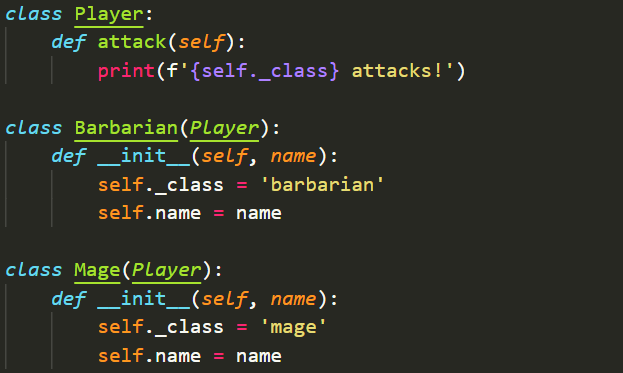 class Player:
    def attack(self):
        print(f'{self._class} attacks!')
class Barbarian(Player):
    def __init__(self, name):
        self._class = 'barbarian'
        self.name = name
class Mage(Player):
    def __init__(self, name):
        self._class = 'mage'
        self.name = name